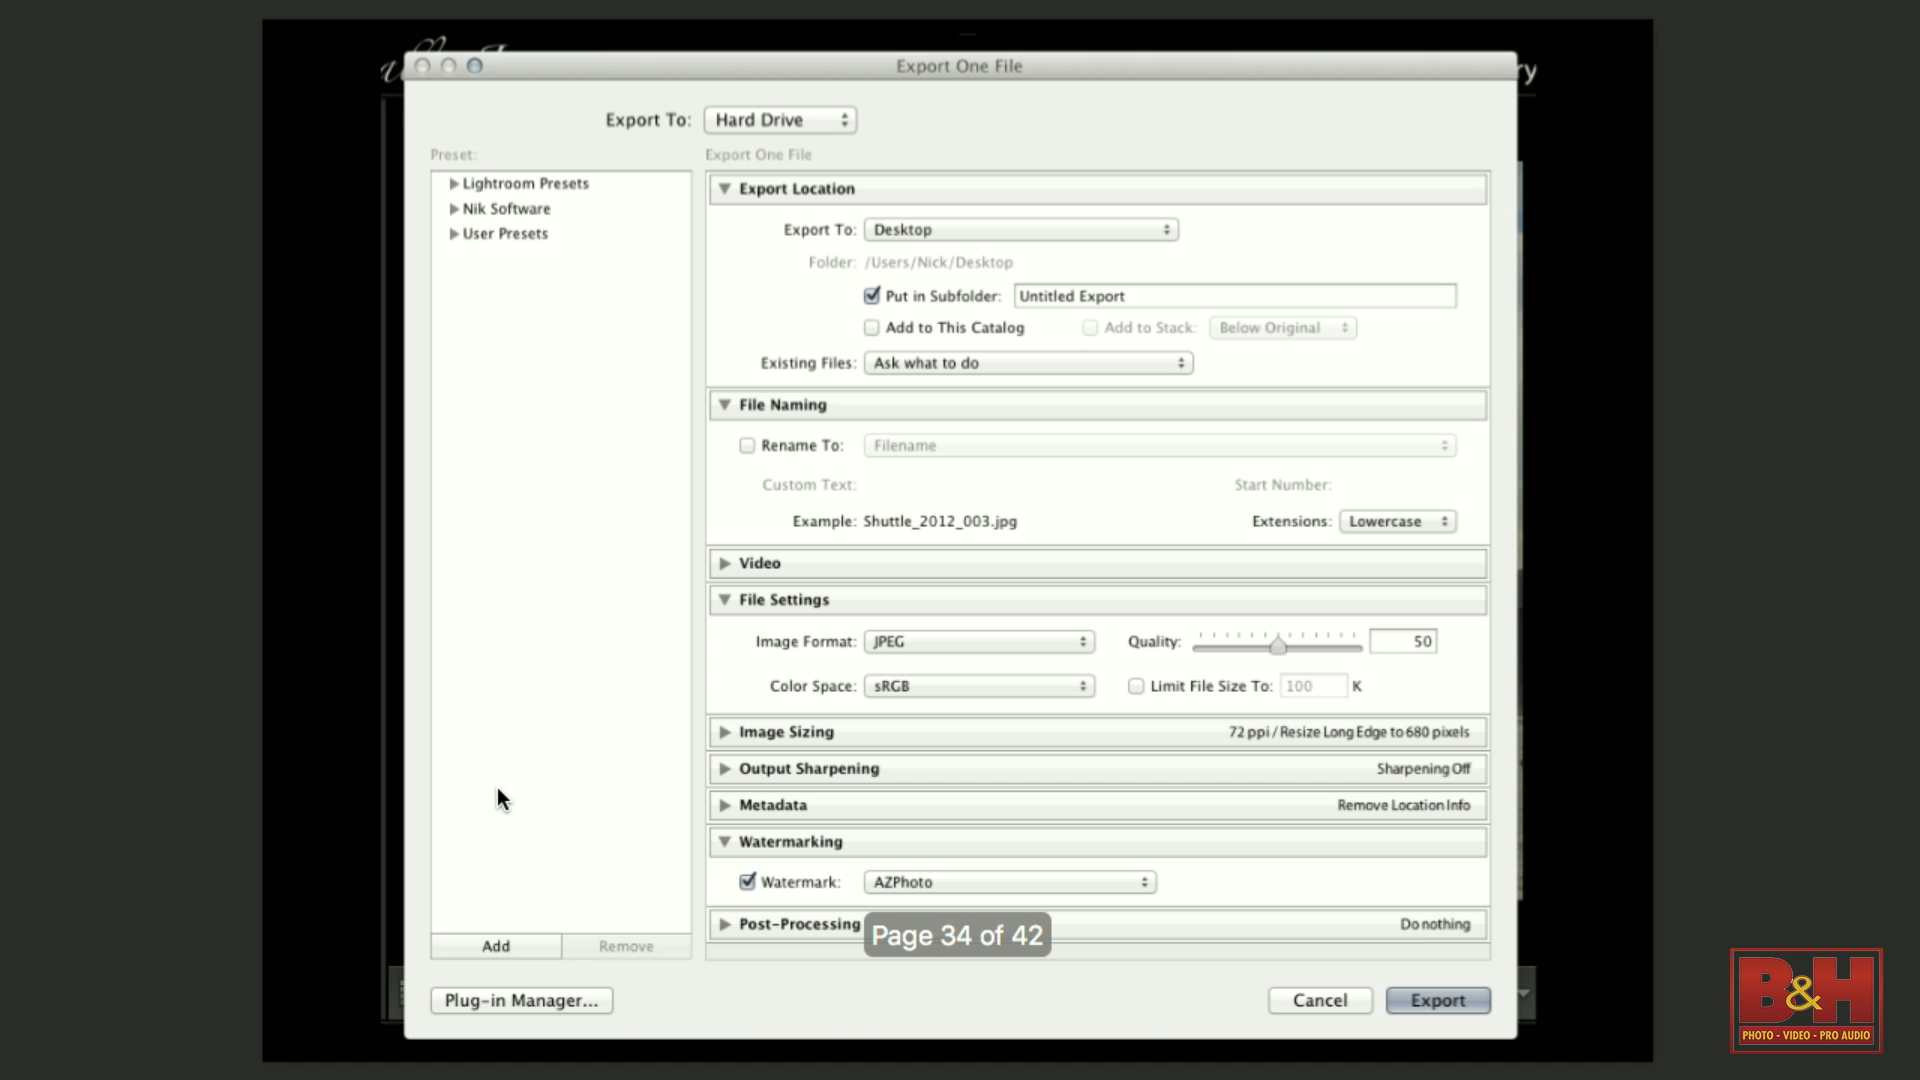 ry
Export One File
Export To: Hard Drive
Preset:
Export One File
Lightroom Presets
Nik Software
User Presets
Export Location
Export To: Desktop
Folder: /Users/Nick/Desktop
Put in Subfolder: Untitled Export
Add to This Catalog Add to Stack: Below Original
Existing Files: Ask what to do
File Naming
Rename To: Filename
Custom Text: Start Number:
Example: Shuttle_2012_003.jpg Extensions: Lowercase
Video
File Settings
Image Format: JPEG Quality: 50
Color Space: sRGB Limit File Size To: 100 K
Image Sizing 72 ppi / Resize Long Edge to 680 pixels
Output Sharpening Sharpening Off
Metadata Remove Location Info
Watermarking
Watermark: AZPhoto
Post-Processing Do nothing
Page 34 of 42
Add Remove
Plug-in Manager... Cancel Export
B&H
PHOTO - VIDEO - PRO AUDIO